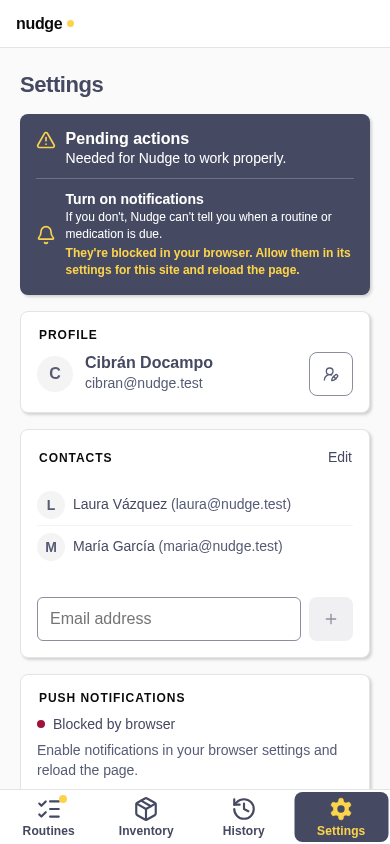 nudge
Settings
Pending actions
Needed for Nudge to work properly.
Turn on notifications
If you don't, Nudge can't tell you when a routine or
medication is due.
They're blocked in your browser. Allow them in its
settings for this site and reload the page.
PROFILE
C
Cibrán Docampo
cibran@nudge.test
CONTACTS
Edit
L
Laura Vázquez (laura@nudge.test)
M
María García (maria@nudge.test)
Email address
PUSH NOTIFICATIONS
Blocked by browser
Enable notifications in your browser settings and
reload the page.
Routines
Inventory
History
Settings